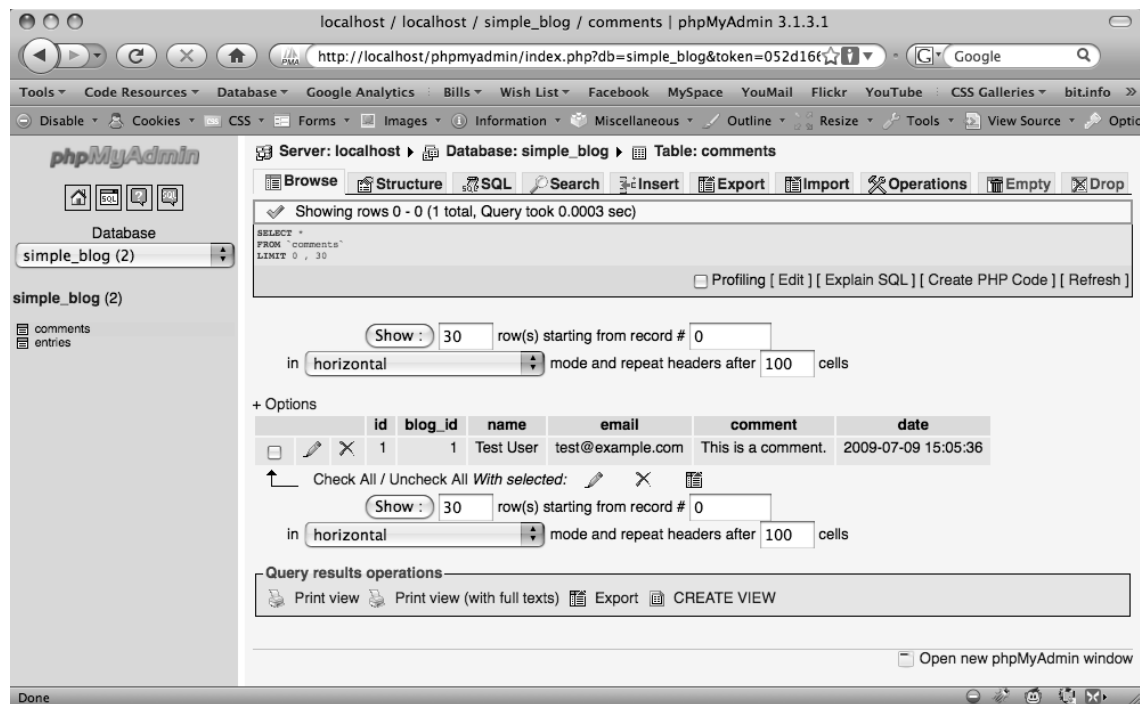 localhost / localhost / simple_blog / comments | phpMyAdmin 3.1.3.1
PMA http://localhost/phpmyadmin/index.php?db=simple_blog&token=052d166 G Google
Tools Code Resources Database Google Analytics Bills Wish List Facebook MySpace YouMail Flickr YouTube CSS Galleries bit.info »
Disable Cookies CSS Forms Images Information Miscellaneous Outline Resize Tools View Source Optic
phpMyAdmin
SQL
Database
simple_blog (2)
simple_blog (2)
comments
entries
Server: localhost Database: simple_blog Table: comments
Browse Structure SQL Search Insert Export Import Operations Empty Drop
Showing rows 0 - 0 (1 total, Query took 0.0003 sec)
SELECT *
FROM `comments`
LIMIT 0 , 30
Profiling [ Edit ] [ Explain SQL ] [ Create PHP Code ] [ Refresh ]
Show : 30 row(s) starting from record # 0
in horizontal mode and repeat headers after 100 cells
+ Options
id blog_id name email comment date
1 1 Test User test@example.com This is a comment. 2009-07-09 15:05:36
Check All / Uncheck All With selected:
Show : 30 row(s) starting from record # 0
in horizontal mode and repeat headers after 100 cells
Query results operations
Print view Print view (with full texts) Export CREATE VIEW
Open new phpMyAdmin window
Done